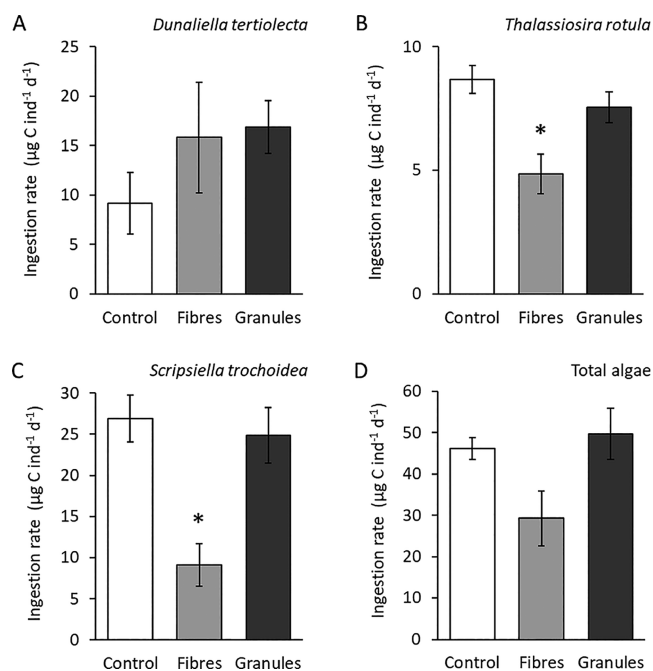 A
Dunaliella tertiolecta
Ingestion rate (µg C ind⁻¹ d⁻¹)
25
20
15
10
5
0
Control Fibres Granules
B
Thalassiosira rotula
Ingestion rate (µg C ind⁻¹ d⁻¹)
10
5
0
*
Control Fibres Granules
C
Scripsiella trochoidea
Ingestion rate (µg C ind⁻¹ d⁻¹)
30
25
20
15
10
5
0
*
Control Fibres Granules
D
Total algae
Ingestion rate (µg C ind⁻¹ d⁻¹)
60
50
40
30
20
10
0
Control Fibres Granules